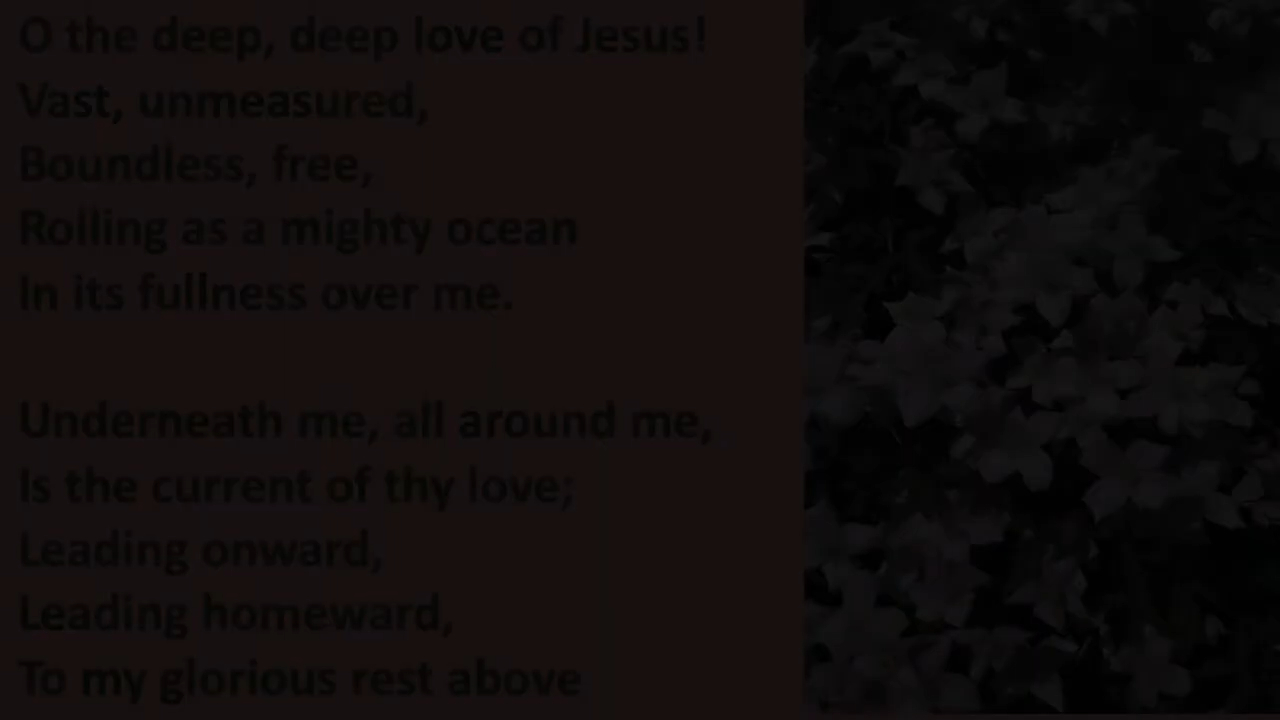 O the deep, deep love of Jesus!
Vast, unmeasured,
Boundless, free,
Rolling as a mighty ocean
In its fullness over me.
Underneath me, all around me,
Is the current of thy love;
Leading onward,
Leading homeward,
To my glorious rest above